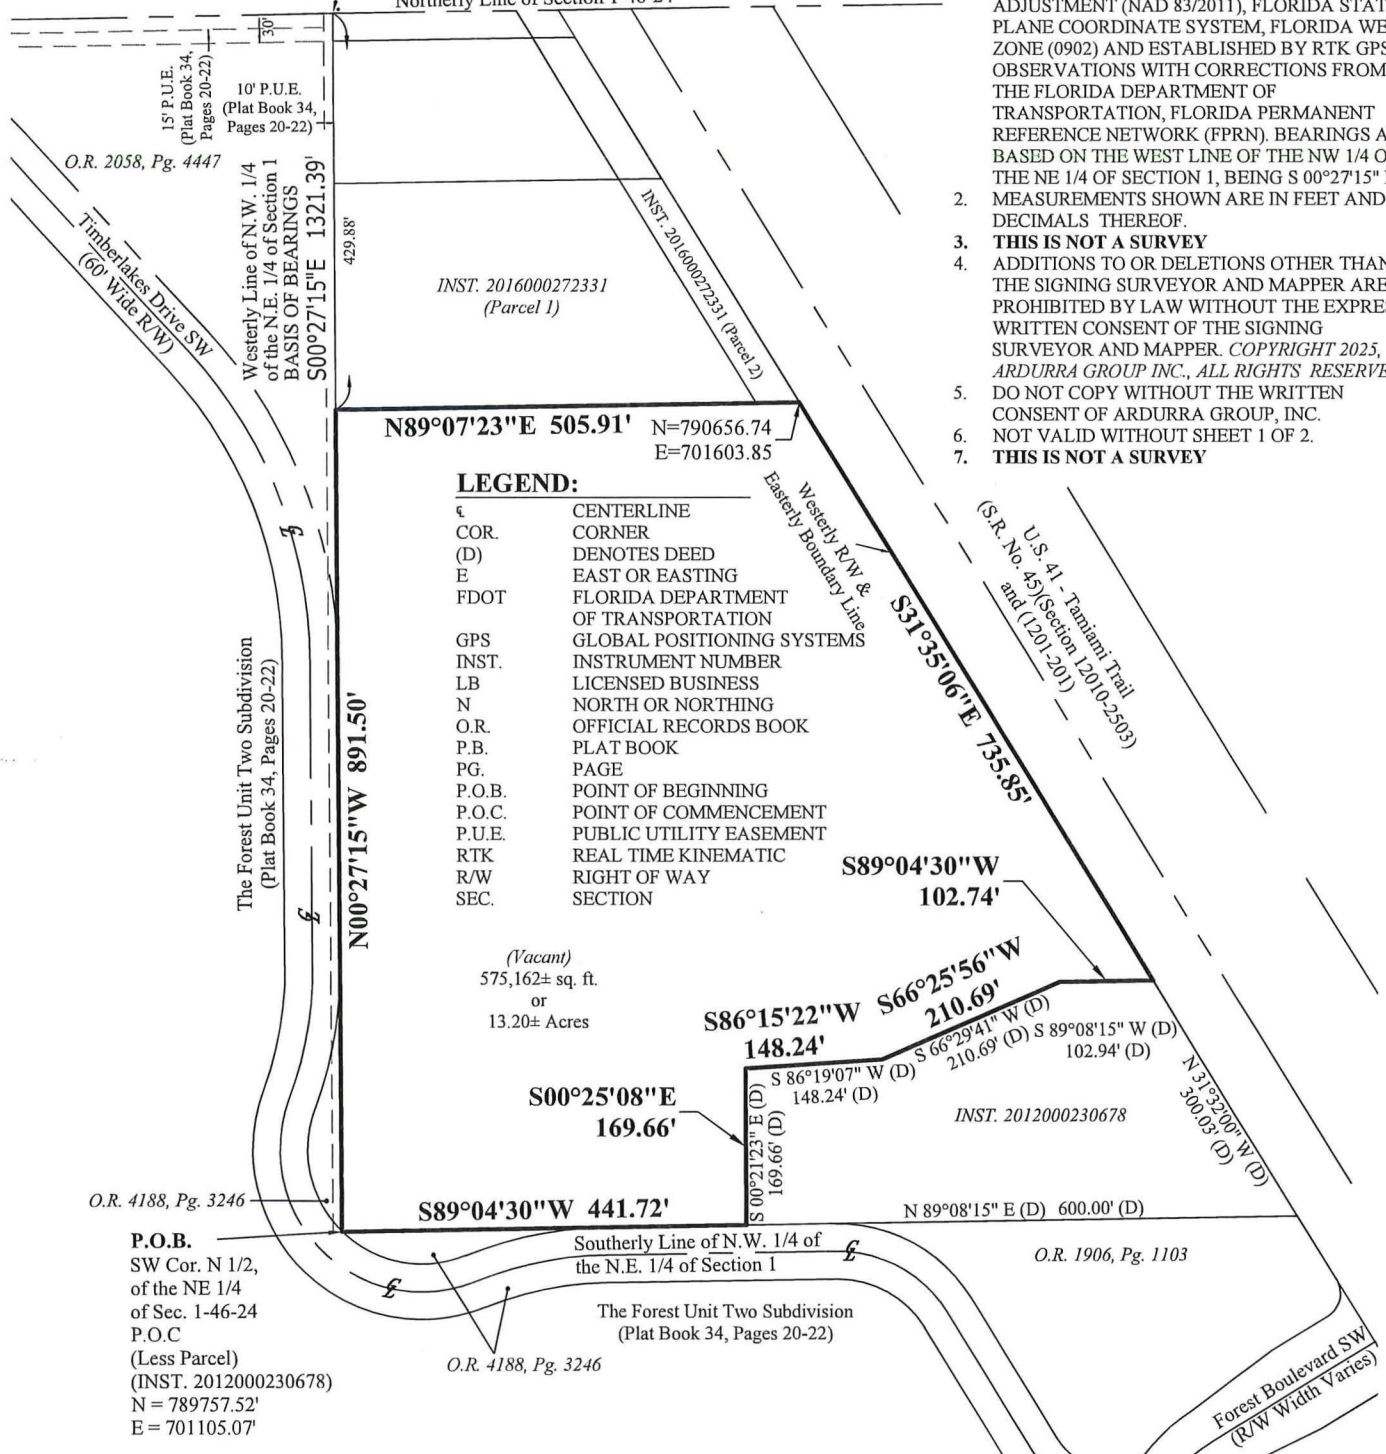 Northerly Line of Section 1-46-24
30'
15' P.U.E.
(Plat Book 34,
Pages 20-22)
10' P.U.E.
(Plat Book 34,
Pages 20-22)
O.R. 2058, Pg. 4447
Timberlakes Drive SW
(60' Wide R/W)
Westerly Line of N.W. 1/4
of the N.E. 1/4 of Section 1
BASIS OF BEARINGS
S00°27'15"E 1321.39'
429.88'
INST. 2016000272331
(Parcel 1)
INST. 2016000272331 (Parcel 2)
ADJUSTMENT (NAD 83/2011), FLORIDA STAT
PLANE COORDINATE SYSTEM, FLORIDA WE
ZONE (0902) AND ESTABLISHED BY RTK GPS
OBSERVATIONS WITH CORRECTIONS FROM
THE FLORIDA DEPARTMENT OF
TRANSPORTATION, FLORIDA PERMANENT
REFERENCE NETWORK (FPRN). BEARINGS A
BASED ON THE WEST LINE OF THE NW 1/4 O
THE NE 1/4 OF SECTION 1, BEING S 00°27'15"
2. MEASUREMENTS SHOWN ARE IN FEET AND
DECIMALS THEREOF.
3. THIS IS NOT A SURVEY
4. ADDITIONS TO OR DELETIONS OTHER THAN
THE SIGNING SURVEYOR AND MAPPER ARE
PROHIBITED BY LAW WITHOUT THE EXPRE
WRITTEN CONSENT OF THE SIGNING
SURVEYOR AND MAPPER. COPYRIGHT 2025,
ARDURRA GROUP INC., ALL RIGHTS RESERVE
5. DO NOT COPY WITHOUT THE WRITTEN
CONSENT OF ARDURRA GROUP, INC.
6. NOT VALID WITHOUT SHEET 1 OF 2.
7. THIS IS NOT A SURVEY
N89°07'23"E 505.91'
N=790656.74
E=701603.85
LEGEND:
℄ CENTERLINE
COR. CORNER
(D) DENOTES DEED
E EAST OR EASTING
FDOT FLORIDA DEPARTMENT
OF TRANSPORTATION
GPS GLOBAL POSITIONING SYSTEMS
INST. INSTRUMENT NUMBER
LB LICENSED BUSINESS
N NORTH OR NORTHING
O.R. OFFICIAL RECORDS BOOK
P.B. PLAT BOOK
PG. PAGE
P.O.B. POINT OF BEGINNING
P.O.C. POINT OF COMMENCEMENT
P.U.E. PUBLIC UTILITY EASEMENT
RTK REAL TIME KINEMATIC
R/W RIGHT OF WAY
SEC. SECTION
Westerly R/W &
Easterly Boundary Line
S31°35'06"E 735.85'
U.S. 41 - Tamiami Trail
(S.R. No. 45)(Section 12010-2503)
and (1201-201)
℄
The Forest Unit Two Subdivision
(Plat Book 34, Pages 20-22)
N00°27'15"W 891.50'
℄
S89°04'30"W
102.74'
(Vacant)
575,162± sq. ft.
or
13.20± Acres
S86°15'22"W
148.24'
S66°25'56"W
210.69'
S 66°29'41" W (D)
210.69' (D)
S 89°08'15" W (D)
102.94' (D)
S 86°19'07" W (D)
148.24' (D)
S00°25'08"E
169.66'
S 00°21'23" E (D)
169.66' (D)
INST. 2012000230678
N 31°32'00" W (D)
300.03' (D)
O.R. 4188, Pg. 3246
S89°04'30"W 441.72'
N 89°08'15" E (D) 600.00' (D)
P.O.B.
SW Cor. N 1/2,
of the NE 1/4
of Sec. 1-46-24
P.O.C
(Less Parcel)
(INST. 2012000230678)
N = 789757.52'
E = 701105.07'
Southerly Line of N.W. 1/4 of
the N.E. 1/4 of Section 1
℄
℄
O.R. 1906, Pg. 1103
The Forest Unit Two Subdivision
(Plat Book 34, Pages 20-22)
O.R. 4188, Pg. 3246
Forest Boulevard SW
(R/W Width Varies)